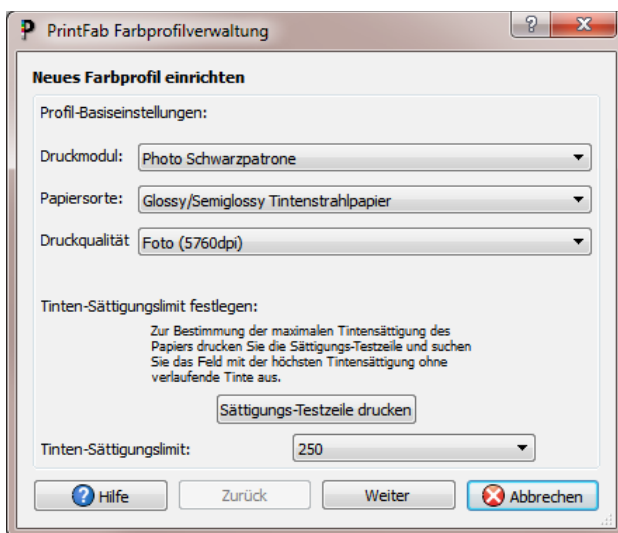 PrintFab Farbprofilverwaltung
Neues Farbprofil einrichten
Profil-Basiseinstellungen:
Druckmodul: Photo Schwarzpatrone
Papiersorte: Glossy/Semiglossy Tintenstrahlpapier
Druckqualität Foto (5760dpi)
Tinten-Sättigungslimit festlegen:
Zur Bestimmung der maximalen Tintensättigung des
Papiers drucken Sie die Sättigungs-Testzeile und suchen
Sie das Feld mit der höchsten Tintensättigung ohne
verlaufende Tinte aus.
Sättigungs-Testzeile drucken
Tinten-Sättigungslimit: 250
Hilfe Zurück Weiter Abbrechen